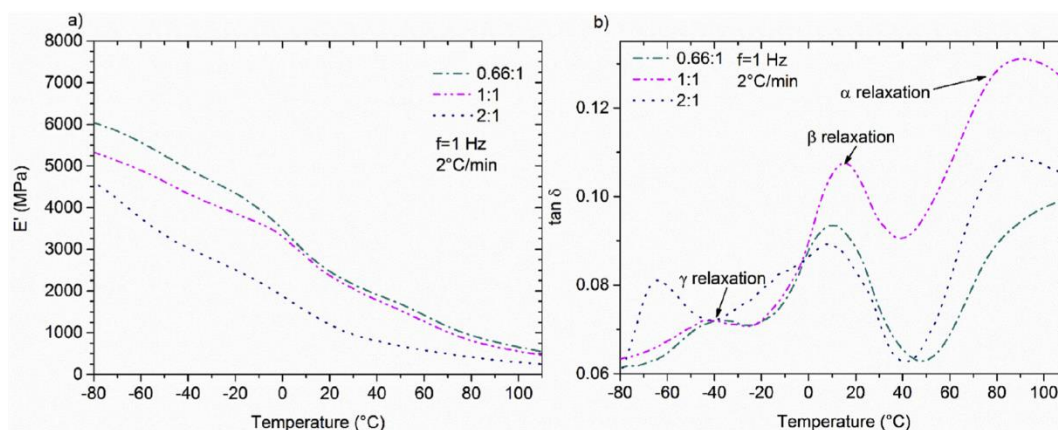 a)
8000
7000
6000
5000
4000
3000
2000
1000
0
E' (MPa)
0.66:1
1:1
2:1
f=1 Hz
2°C/min
-80 -60 -40 -20 0 20 40 60 80 100
Temperature (°C)
b)
0.12
0.10
0.08
0.06
tan δ
0.66:1 f=1 Hz
1:1 2°C/min
2:1
α relaxation
β relaxation
γ relaxation
-80 -60 -40 -20 0 20 40 60 80 100
Temperature (°C)